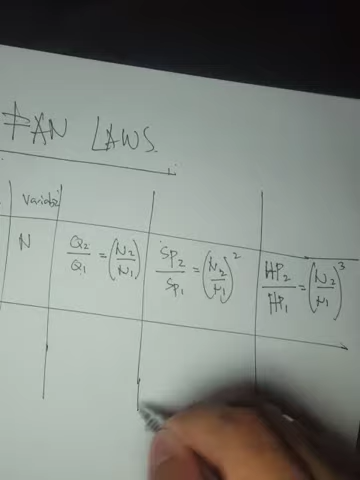 FAN LAWS.
Variable
N Q2/Q1 = (N2/N1) SP2/SP1 = (N2/N1)^2 HP2/HP1 = (N2/N1)^3